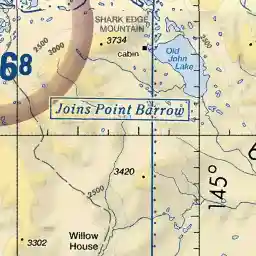 SHARK EDGE
MOUNTAIN
2500
3000
3734
cabin
Old
John
Lake
68
Joins Point Barrow
2500
3420
145°
Willow
House
3302